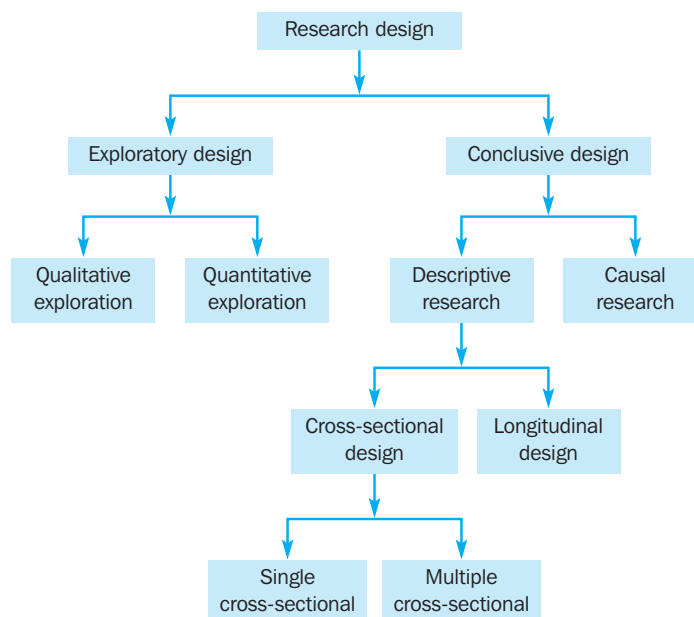 Research design
Exploratory design
Conclusive design
Qualitative
exploration
Quantitative
exploration
Descriptive
research
Causal
research
Cross-sectional
design
Longitudinal
design
Single
cross-sectional
Multiple
cross-sectional